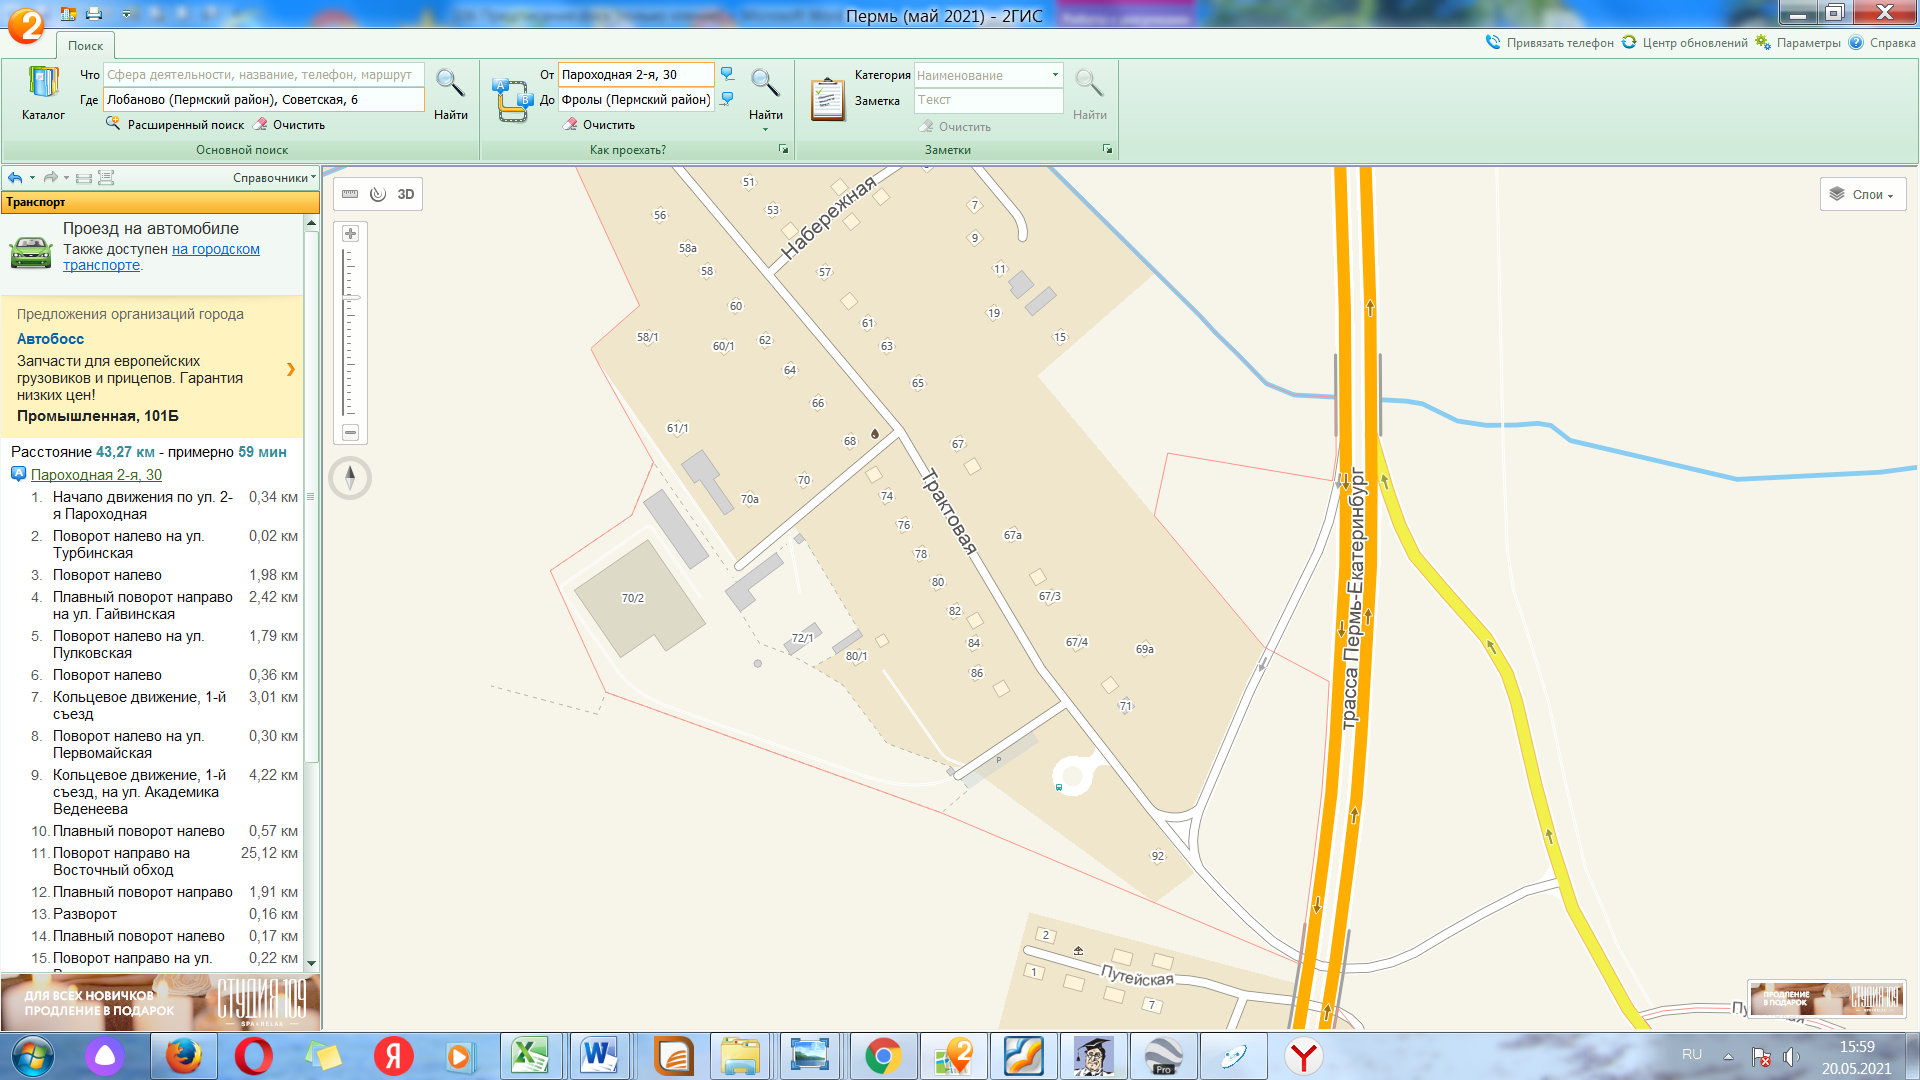 Пермь (май 2021) - 2ГИС
Поиск
Привязать телефон
Центр обновлений
Параметры
Справка
Каталог
Что
Сфера деятельности, название, телефон, маршрут
Где
Лобаново (Пермский район), Советская, 6
Расширенный поиск
Очистить
Найти
Основной поиск
От
Пароходная 2-я, 30
До
Фролы (Пермский район)
Очистить
Найти
Как проехать?
Категория
Наименование
Заметка
Текст
Очистить
Найти
Заметки
Справочники
Транспорт
Проезд на автомобиле
Также доступен на городском
транспорте.
Предложения организаций города
Автобосс
Запчасти для европейских
грузовиков и прицепов. Гарантия
низких цен!
Промышленная, 101Б
Расстояние 43,27 км - примерно 59 мин
A Пароходная 2-я, 30
1. Начало движения по ул. 2- 0,34 км
я Пароходная
2. Поворот налево на ул. 0,02 км
Турбинская
3. Поворот налево 1,98 км
4. Плавный поворот направо 2,42 км
на ул. Гайвинская
5. Поворот налево на ул. 1,79 км
Пулковская
6. Поворот налево 0,36 км
7. Кольцевое движение, 1-й 3,01 км
съезд
8. Поворот налево на ул. 0,30 км
Первомайская
9. Кольцевое движение, 1-й 4,22 км
съезд, на ул. Академика
Веденеева
10. Плавный поворот налево 0,57 км
11. Поворот направо на 25,12 км
Восточный обход
12. Плавный поворот направо 1,91 км
13. Разворот 0,16 км
14. Плавный поворот налево 0,17 км
15. Поворот направо на ул. 0,22 км
ДЛЯ ВСЕХ НОВИЧКОВ
ПРОДЛЕНИЕ В ПОДАРОК
СТУДИЯ 109
SPA & RELAX
3D
Слои
51
56
53
7
Набережная
58а
9
58
57
11
60
19
61
58/1
60/1
62
63
15
64
65
66
61/1
68
67
70
70а
74
Трактовая
76
67а
78
80
70/2
67/3
82
72/1
84
67/4
69а
80/1
86
71
P
92
трасса Пермь-Екатеринбург
2
1
Путейская
7
ПРОДЛЕНИЕ
В ПОДАРОК
СТУДИЯ 109
Pro
RU
15:59
20.05.2021